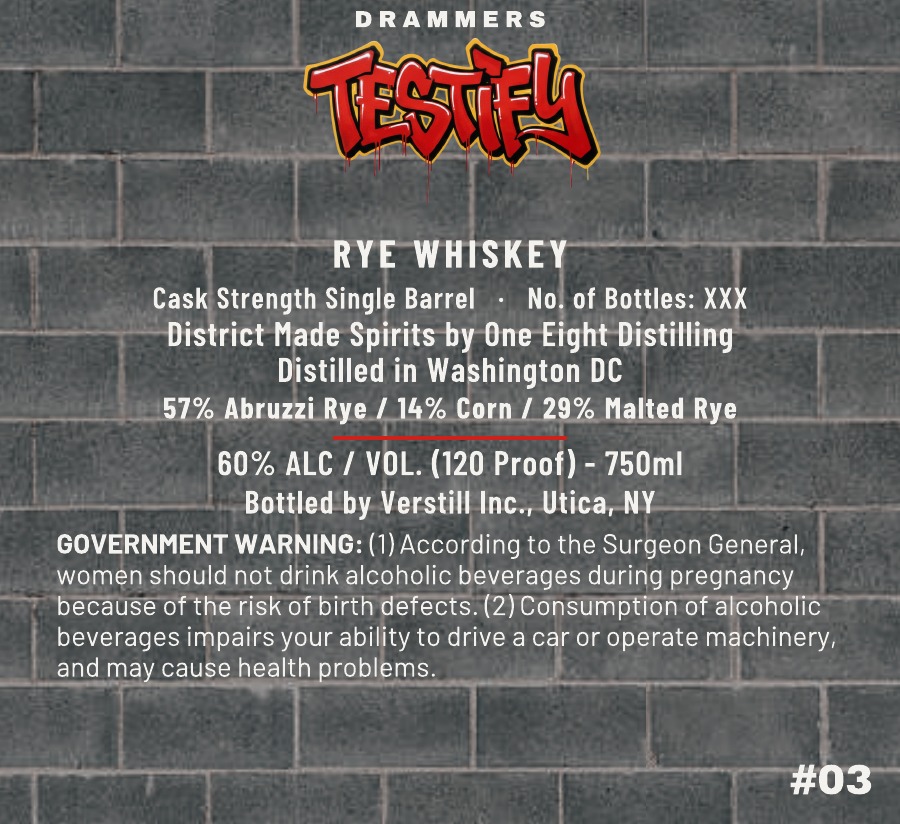 DRAMMERS
TESTiFY
RYE WHISKEY
Cask Strength Single Barrel · No. of Bottles: XXX
District Made Spirits by One Eight Distilling
Distilled in Washington DC
57% Abruzzi Rye / 14% Corn / 29% Malted Rye
60% ALC / VOL. (120 Proof) - 750ml
Bottled by Verstill Inc., Utica, NY
GOVERNMENT WARNING: (1) According to the Surgeon General,
women should not drink alcoholic beverages during pregnancy
because of the risk of birth defects. (2) Consumption of alcoholic
beverages impairs your ability to drive a car or operate machinery,
and may cause health problems.
#03